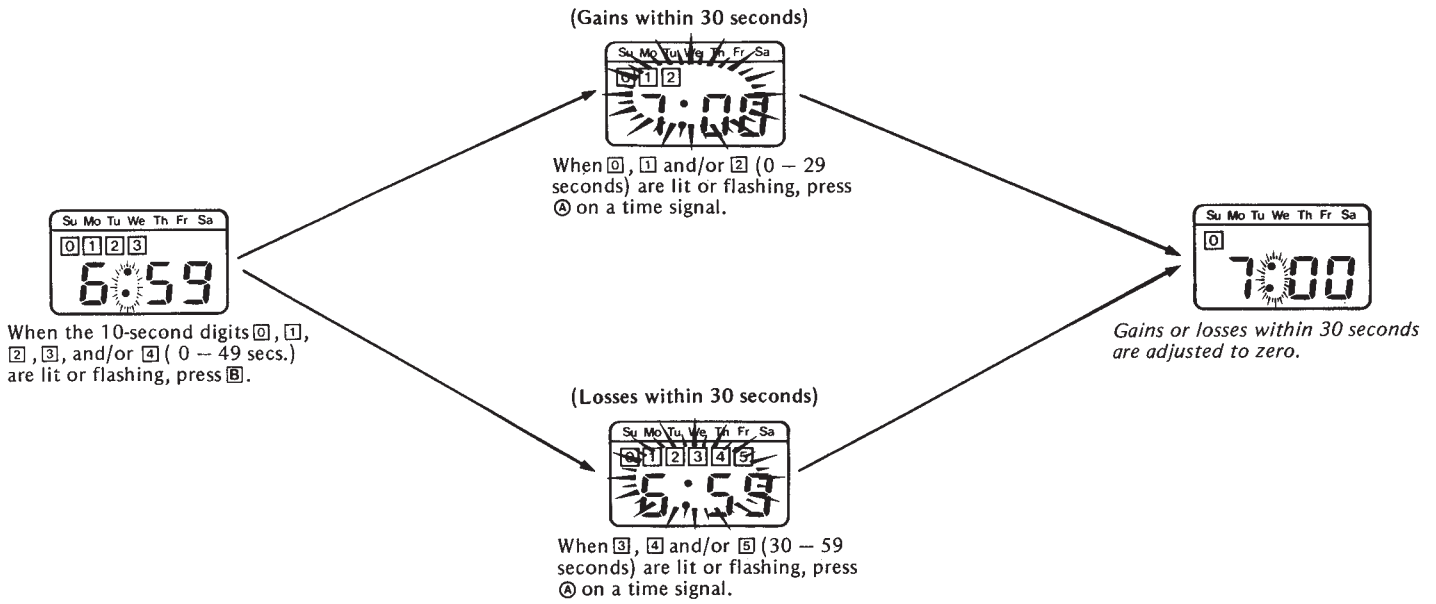 (Gains within 30 seconds)
Su Mo Tu We Th Fr Sa
0 1 2
7:00
When 0, 1 and/or 2 (0 – 29
seconds) are lit or flashing, press
Ⓐ on a time signal.
Su Mo Tu We Th Fr Sa
0 1 2 3
6:59
When the 10-second digits 0, 1,
2, 3, and/or 4 ( 0 – 49 secs.)
are lit or flashing, press B.
(Losses within 30 seconds)
Su Mo Tu We Th Fr Sa
0 1 2 3 4 5
6:59
When 3, 4 and/or 5 (30 – 59
seconds) are lit or flashing, press
Ⓐ on a time signal.
Su Mo Tu We Th Fr Sa
0
7:00
Gains or losses within 30 seconds
are adjusted to zero.